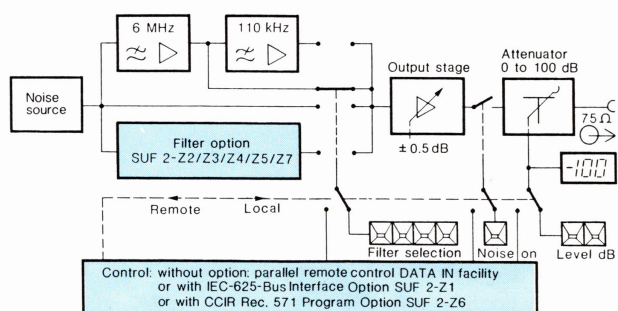 6 MHz
110 kHz
Noise
source
Filter option
SUF 2-Z2/Z3/Z4/Z5/Z7
Output stage
± 0.5 dB
Attenuator
0 to 100 dB
75 Ω
-100
Remote
Local
Filter selection
Noise on
Level dB
Control: without option: parallel remote control DATA IN facility
or with IEC-625-Bus Interface Option SUF 2-Z1
or with CCIR Rec. 571 Program Option SUF 2-Z6